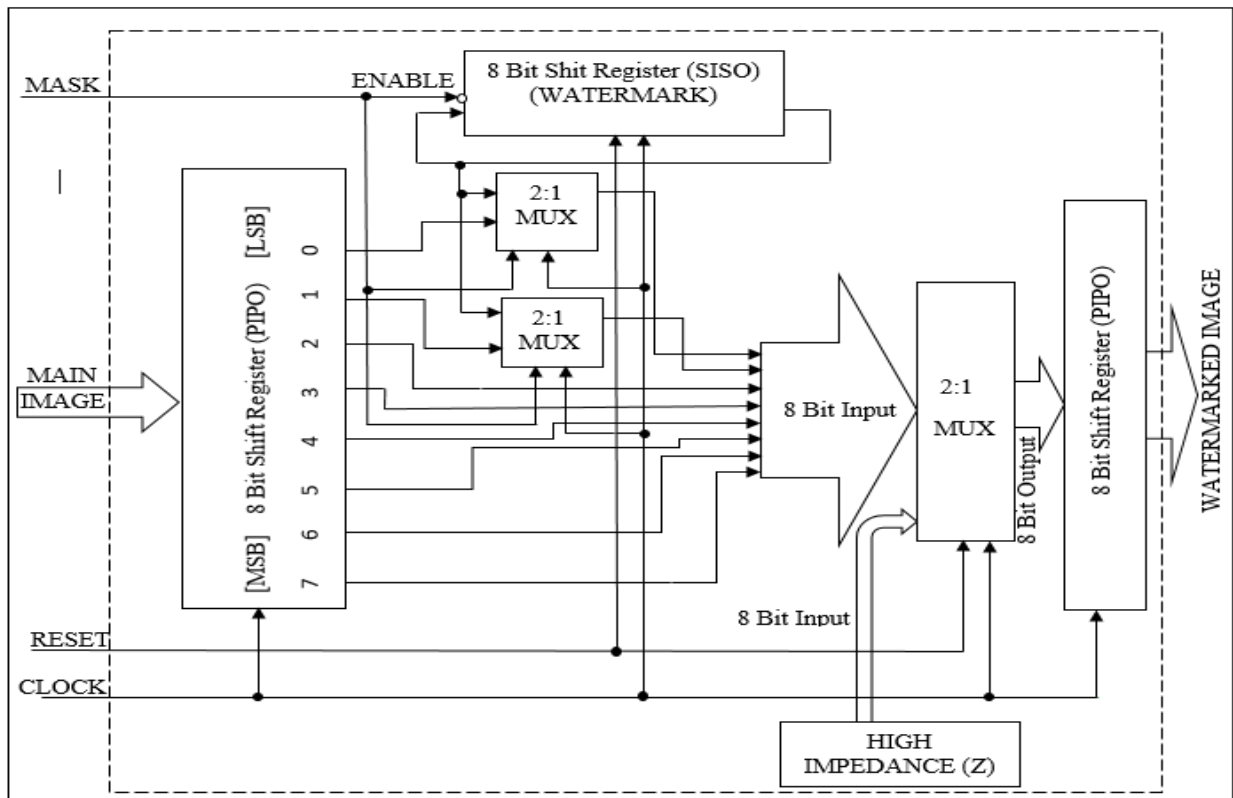 8 Bit Shit Register (SISO)
(WATERMARK)
ENABLE
MASK
2:1
MUX
[LSB]
0
1
2
3
4
5
6
7
[MSB]
8 Bit Shift Register (PIPO)
2:1
MUX
MAIN
IMAGE
8 Bit Input
2:1
MUX
8 Bit Output
8 Bit Shift Register (PIPO)
WATERMARKED IMAGE
8 Bit Input
RESET
CLOCK
HIGH
IMPEDANCE (Z)